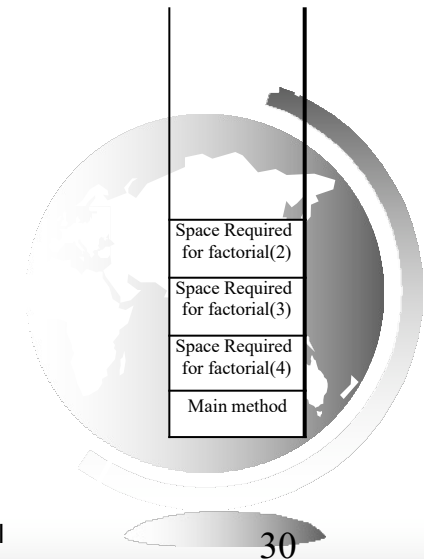 Space Required
for factorial(2)
Space Required
for factorial(3)
Space Required
for factorial(4)
Main method
30